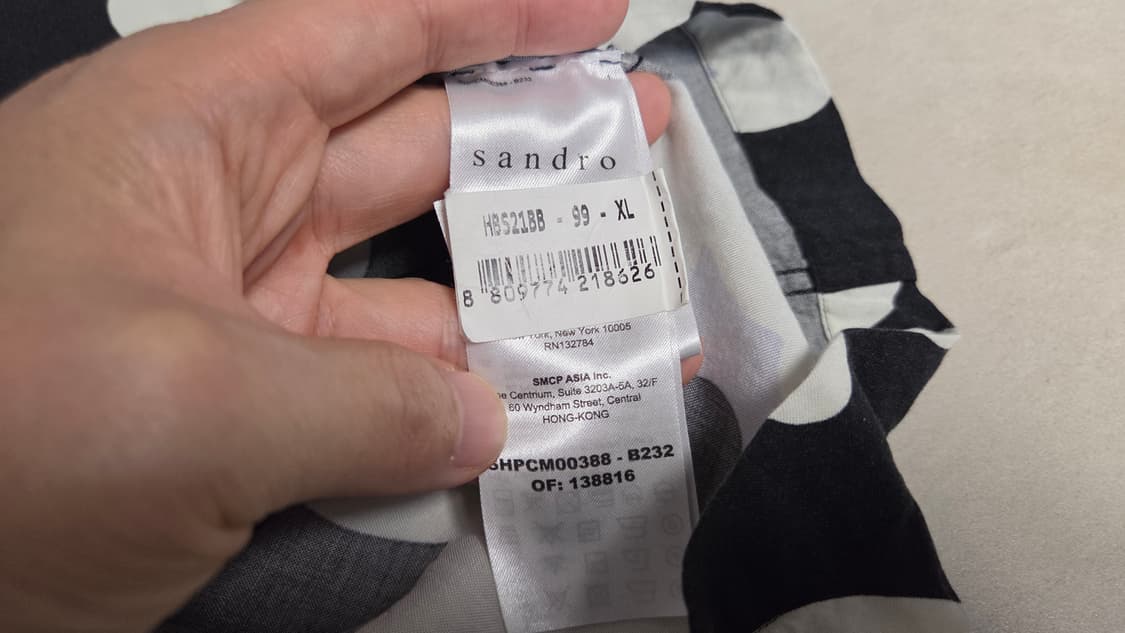 sandro
HBS21BB - 99 - XL
8 809774 218626
York, New York 10005
RN132784
SMCP ASIA Inc.
Centrium, Suite 3203A-5A, 32/F
60 Wyndham Street, Central
HONG-KONG
SHPCM00388 - B232
OF: 138816